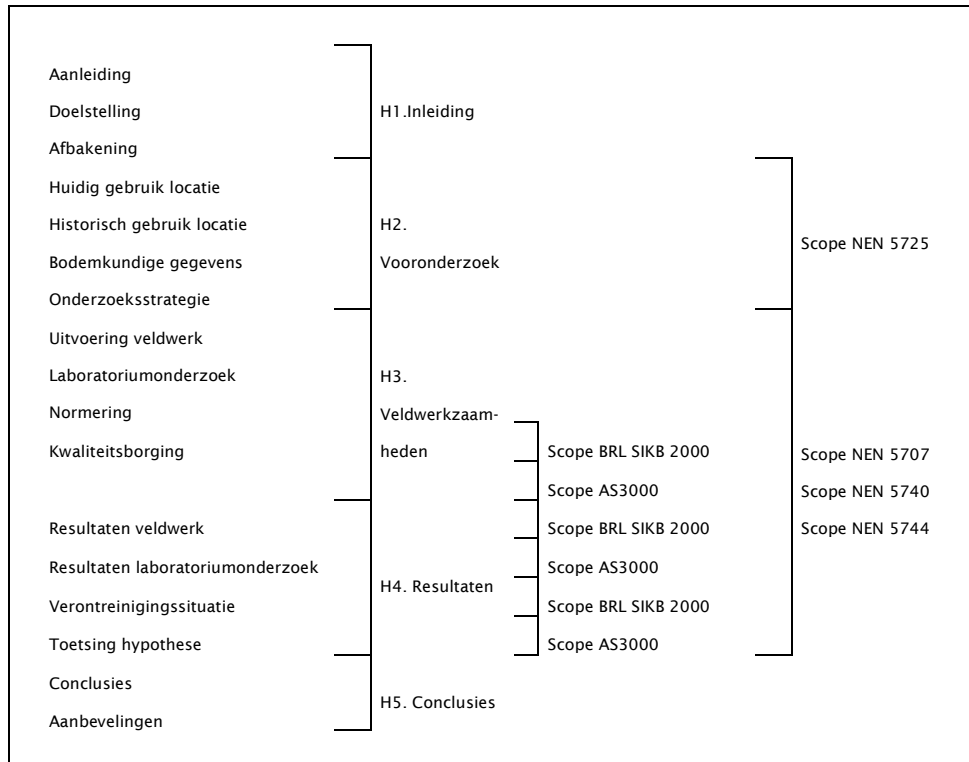 Aanleiding
Doelstelling
H1.Inleiding
Afbakening
Huidig gebruik locatie
Historisch gebruik locatie
H2.
Scope NEN 5725
Bodemkundige gegevens
Vooronderzoek
Onderzoeksstrategie
Uitvoering veldwerk
Laboratoriumonderzoek
H3.
Normering
Veldwerkzaam-
Kwaliteitsborging
heden
Scope BRL SIKB 2000
Scope NEN 5707
Scope AS3000
Scope NEN 5740
Resultaten veldwerk
Scope BRL SIKB 2000
Scope NEN 5744
Resultaten laboratoriumonderzoek
Scope AS3000
H4. Resultaten
Verontreinigingssituatie
Scope BRL SIKB 2000
Toetsing hypothese
Scope AS3000
Conclusies
H5. Conclusies
Aanbevelingen